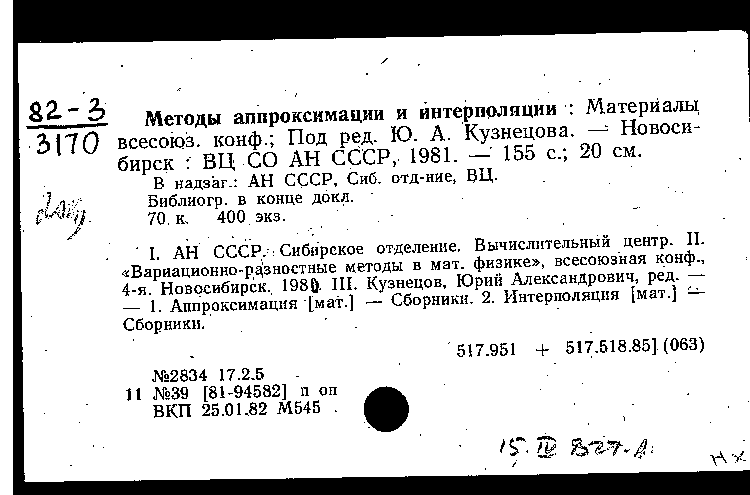 82-3
3170
Методы аппроксимации и интерполяции : Материалы
всесоюз. конф.; Под ред. Ю. А. Кузнецова. — Новоси-
бирск : ВЦ СО АН СССР, 1981. — 155 с.; 20 см.
В надзаг.: АН СССР, Сиб. отд-ние, ВЦ.
Библиогр. в конце докл.
70 к. 400 экз.
I. АН СССР. Сибирское отделение. Вычислительный центр. II.
«Вариационно-разностные методы в мат. физике», всесоюзная конф.,
4-я. Новосибирск. 1980. III. Кузнецов, Юрий Александрович, ред. —
— 1. Аппроксимация [мат.] — Сборники. 2. Интерполяция [мат.] —
Сборники.
517.951 + 517.518.85] (063)
№2834 17.2.5
11 №39 [81-94582] п оп
ВКП 25.01.82 М545
15. IV В27.